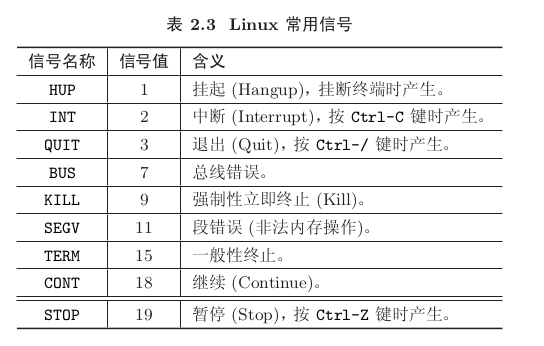 表 2.3 Linux 常用信号
信号名称 信号值 含义
HUP 1 挂起 (Hangup)，挂断终端时产生。
INT 2 中断 (Interrupt)，按 Ctrl-C 键时产生。
QUIT 3 退出 (Quit)，按 Ctrl-/ 键时产生。
BUS 7 总线错误。
KILL 9 强制性立即终止 (Kill)。
SEGV 11 段错误 (非法内存操作)。
TERM 15 一般性终止。
CONT 18 继续 (Continue)。
STOP 19 暂停 (Stop)，按 Ctrl-Z 键时产生。